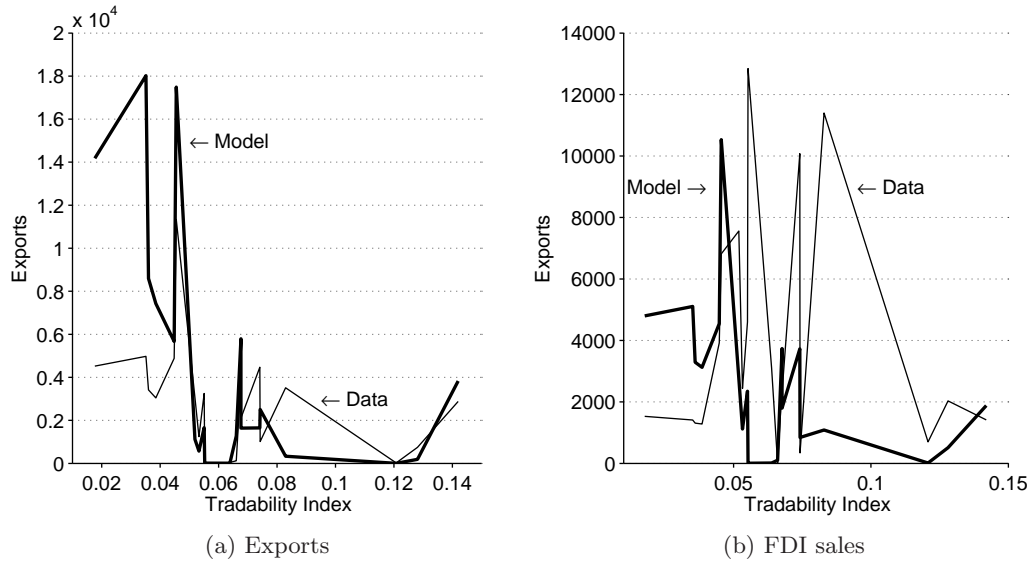 x 10⁴
2
1.8
1.6
1.4
1.2
1
0.8
0.6
0.4
0.2
0
0.02 0.04 0.06 0.08 0.1 0.12 0.14
Exports
Tradability Index
← Model
← Data
(a) Exports
14000
12000
10000
8000
6000
4000
2000
0
0.05 0.1 0.15
Exports
Tradability Index
Model →
← Data
(b) FDI sales